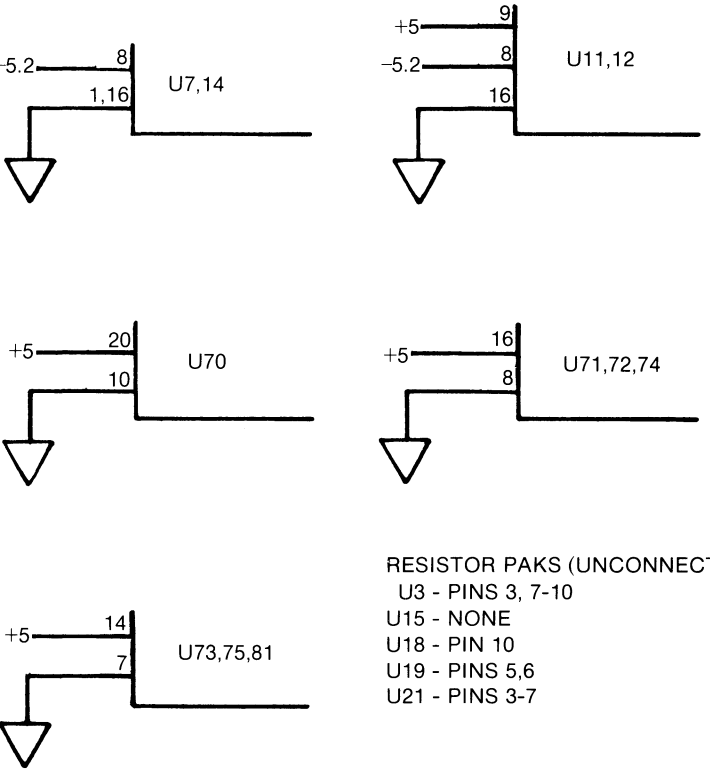 9
+5
8
-5.2
8
-5.2
U11,12
U7,14
1,16
16
20
+5
U70
10
16
+5
U71,72,74
8
RESISTOR PAKS (UNCONNECT
U3 - PINS 3, 7-10
14
+5
U15 - NONE
U18 - PIN 10
7
U73,75,81
U19 - PINS 5,6
U21 - PINS 3-7